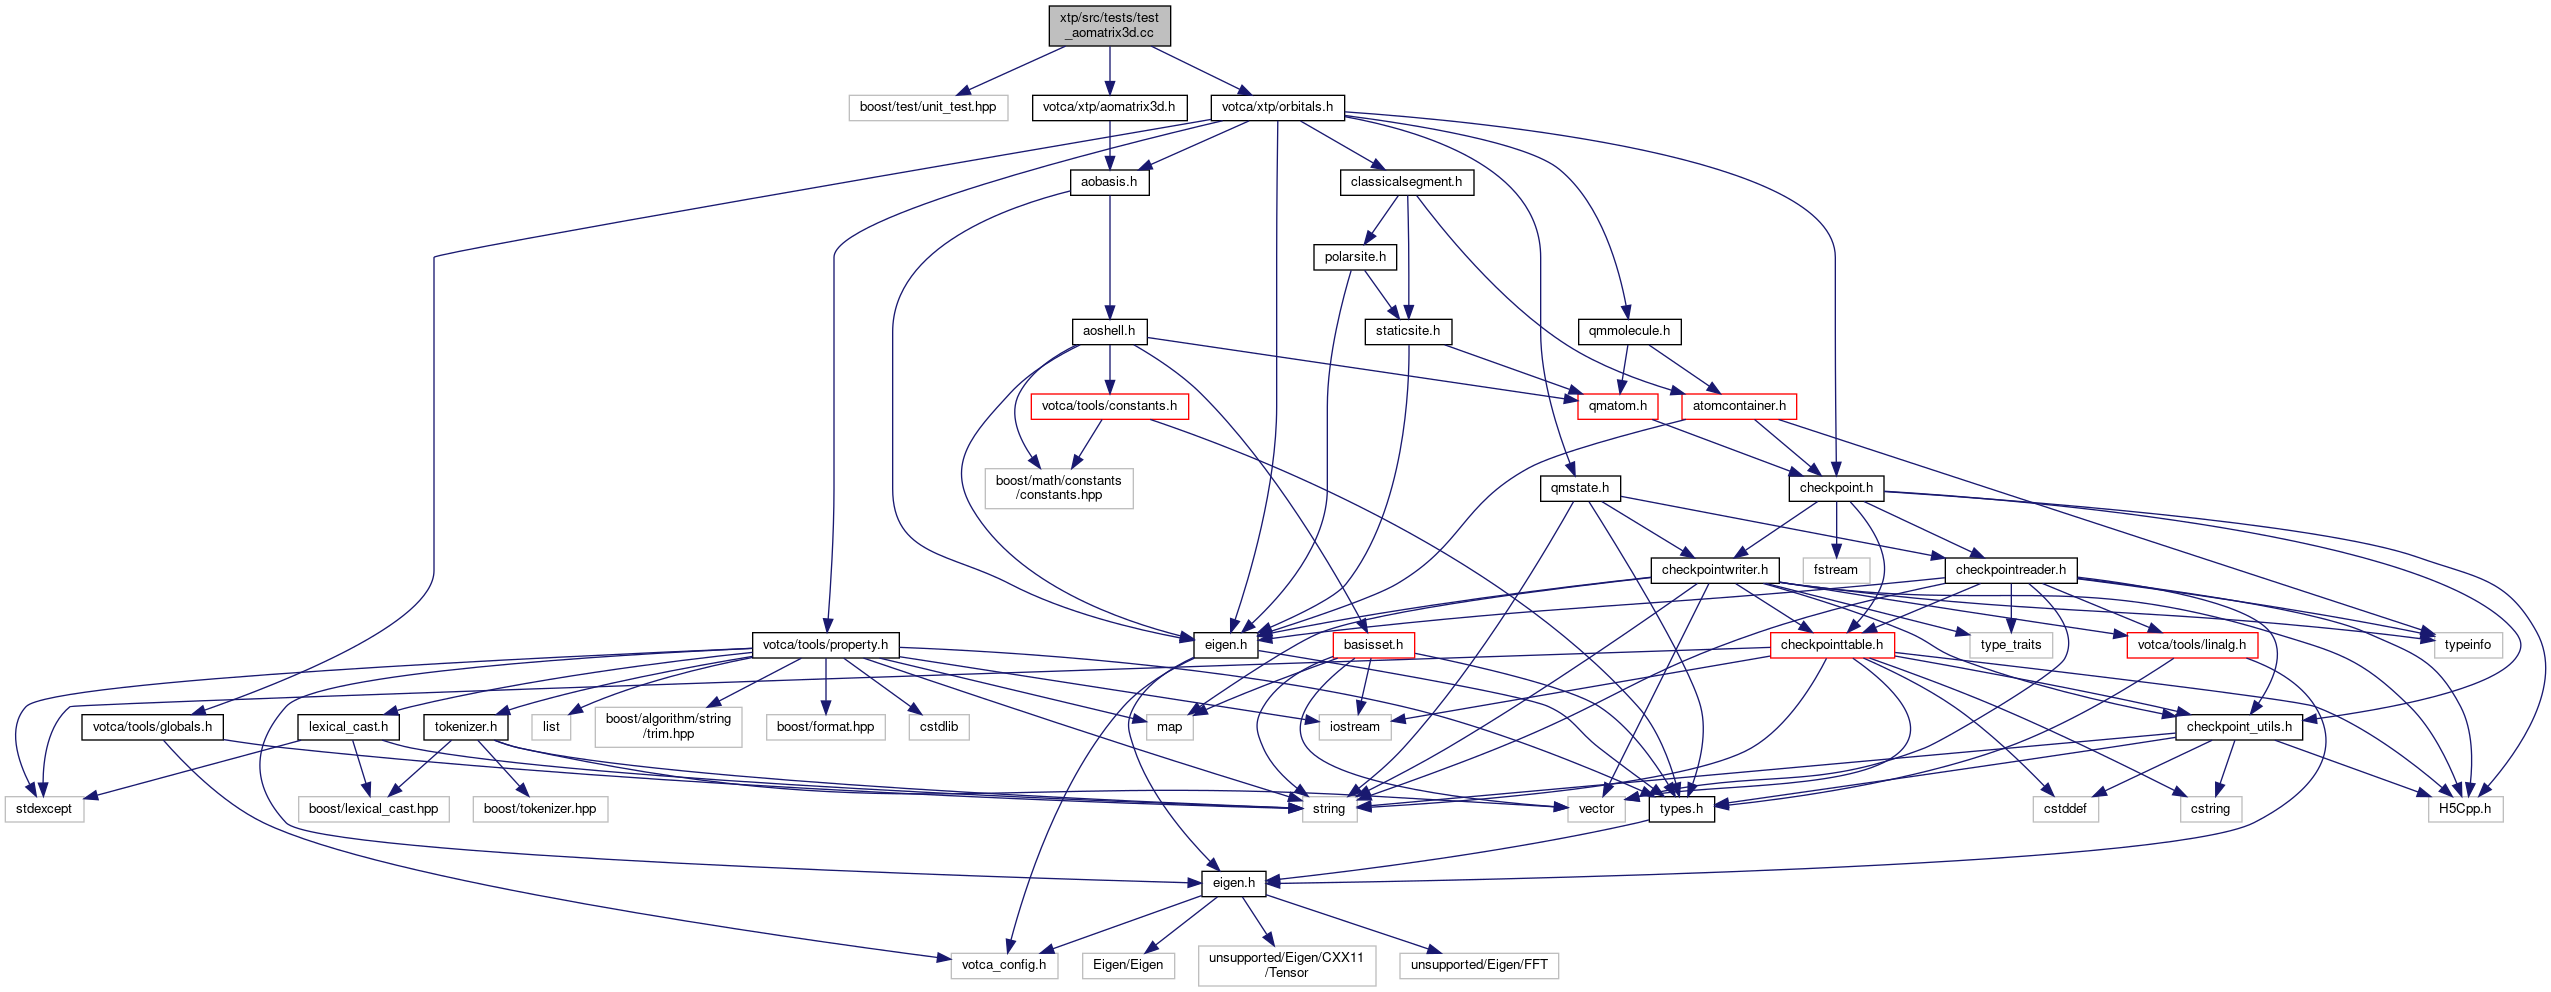 xtp/src/tests/test
_aomatrix3d.cc
boost/test/unit_test.hpp
votca/xtp/aomatrix3d.h
votca/xtp/orbitals.h
aobasis.h
classicalsegment.h
polarsite.h
aoshell.h
staticsite.h
qmmolecule.h
votca/tools/constants.h
qmatom.h
atomcontainer.h
boost/math/constants
/constants.hpp
qmstate.h
checkpoint.h
checkpointwriter.h
fstream
checkpointreader.h
votca/tools/property.h
eigen.h
basisset.h
checkpointtable.h
type_traits
votca/tools/linalg.h
typeinfo
votca/tools/globals.h
lexical_cast.h
tokenizer.h
list
boost/algorithm/string
/trim.hpp
boost/format.hpp
cstdlib
map
iostream
checkpoint_utils.h
stdexcept
boost/lexical_cast.hpp
boost/tokenizer.hpp
string
vector
types.h
cstddef
cstring
H5Cpp.h
eigen.h
votca_config.h
Eigen/Eigen
unsupported/Eigen/CXX11
/Tensor
unsupported/Eigen/FFT